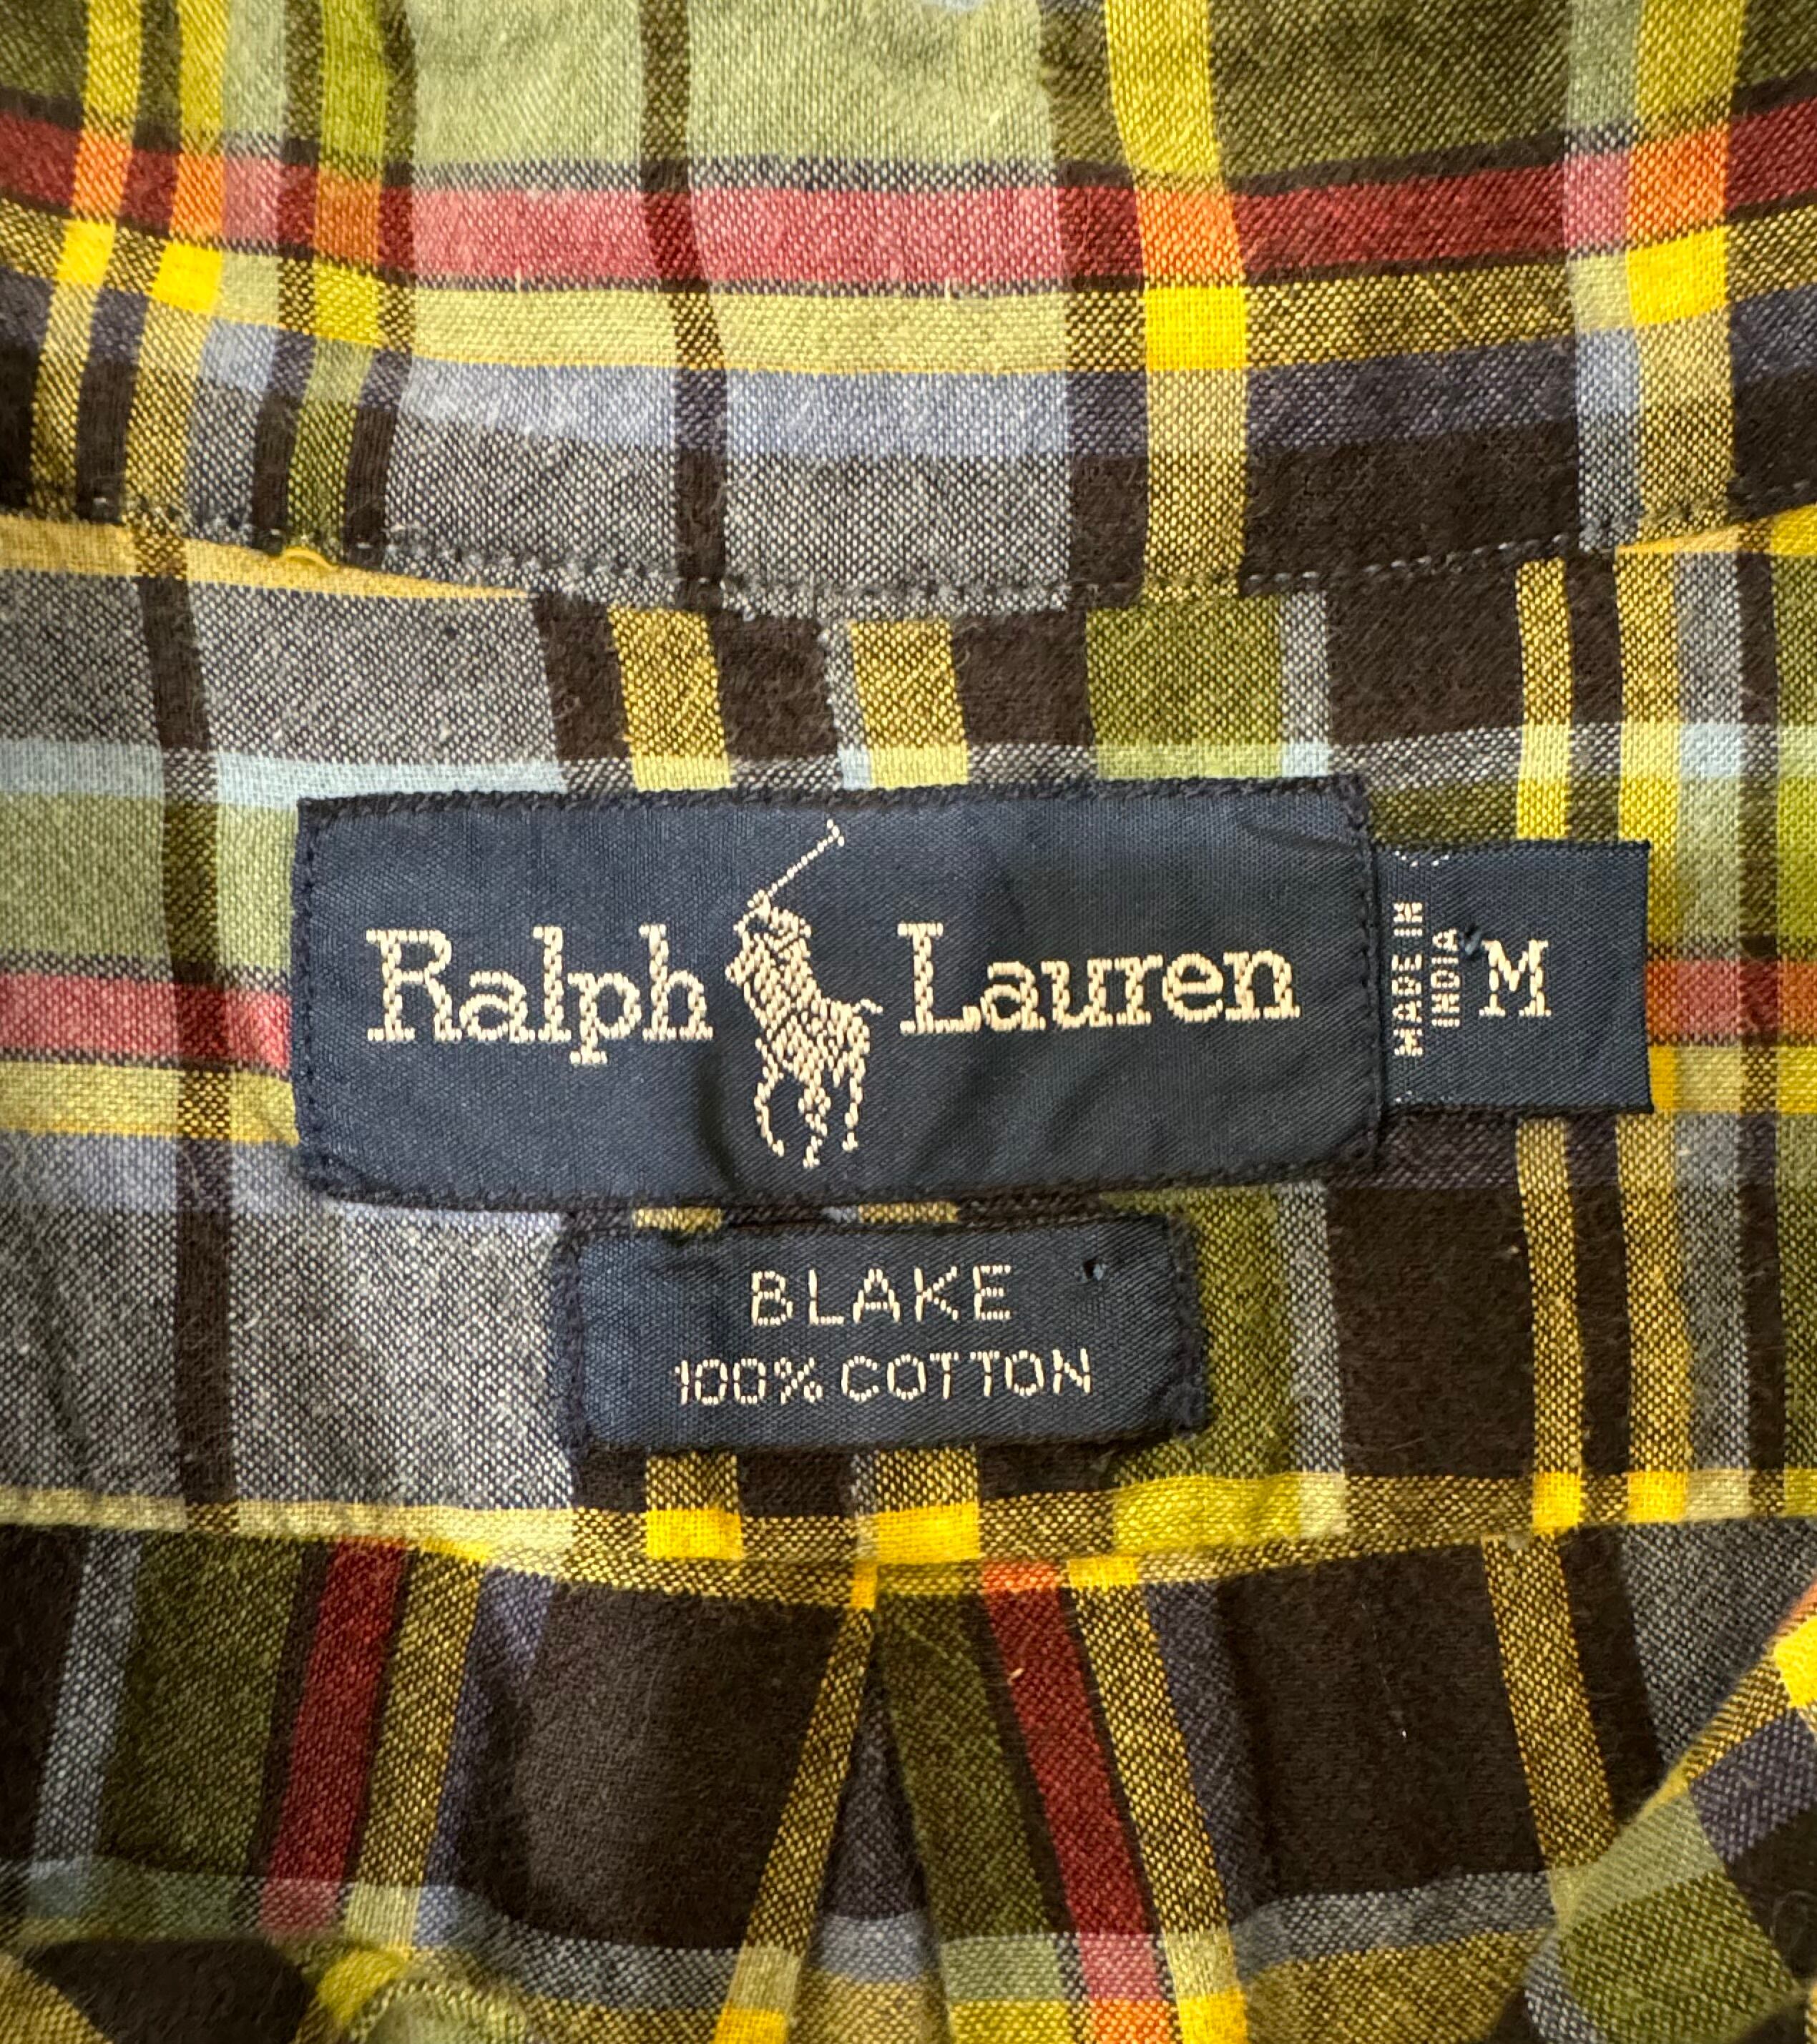 Ralph Lauren
MADE IN
INDIA
M
BLAKE
100% COTTON